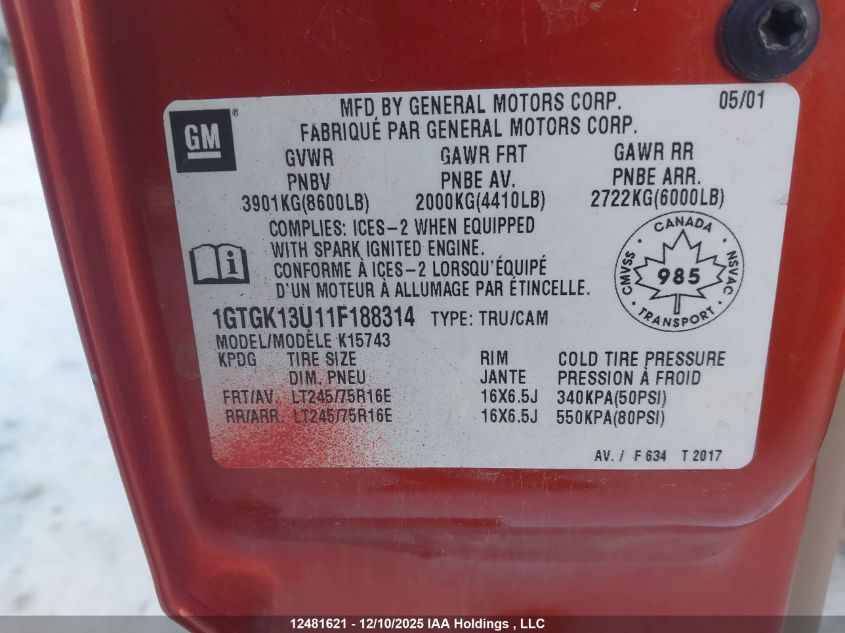 MFD BY GENERAL MOTORS CORP. 05/01
FABRIQUÉ PAR GENERAL MOTORS CORP.
GM
GVWR GAWR FRT GAWR RR
PNBV PNBE AV. PNBE ARR.
3901KG(8600LB) 2000KG(4410LB) 2722KG(6000LB)
COMPLIES: ICES-2 WHEN EQUIPPED
WITH SPARK IGNITED ENGINE.
CONFORME À ICES-2 LORSQU'ÉQUIPÉ
D'UN MOTEUR À ALLUMAGE PAR ÉTINCELLE.
CANADA
CMVSS 985 NSVAC
TRANSPORT
1GTGK13U11F188314 TYPE: TRU/CAM
MODEL/MODÈLE K15743
KPDG TIRE SIZE RIM COLD TIRE PRESSURE
DIM. PNEU JANTE PRESSION À FROID
FRT/AV. LT245/75R16E 16X6.5J 340KPA(50PSI)
RR/ARR. LT245/75R16E 16X6.5J 550KPA(80PSI)
AV. / F 634 T 2017
12481621 - 12/10/2025 IAA Holdings , LLC